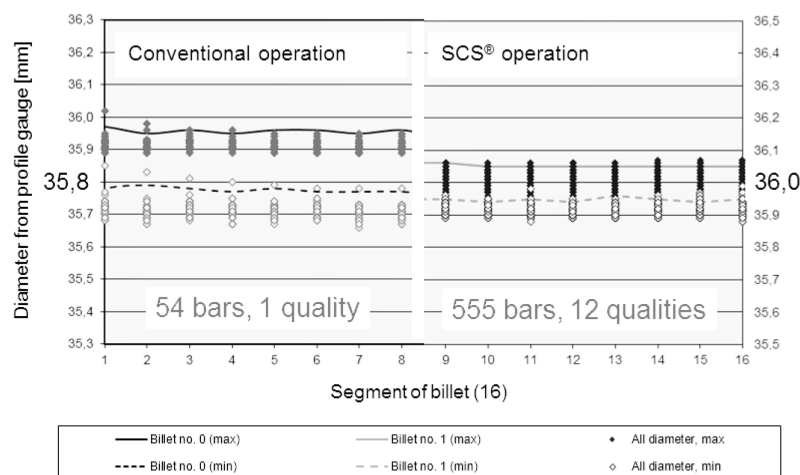 36,3
36,2
36,1
36,0
35,9
35,8
35,7
35,6
35,5
35,4
35,3
Diameter from profile gauge [mm]
Conventional operation
SCS® operation
54 bars, 1 quality
555 bars, 12 qualities
36,5
36,4
36,3
36,2
36,1
36,0
35,9
35,8
35,7
35,6
35,5
1 2 3 4 5 6 7 8 9 10 11 12 13 14 15 16
Segment of billet (16)
Billet no. 0 (max) Billet no. 1 (max) All diameter, max
Billet no. 0 (min) Billet no. 1 (min) All diameter, min